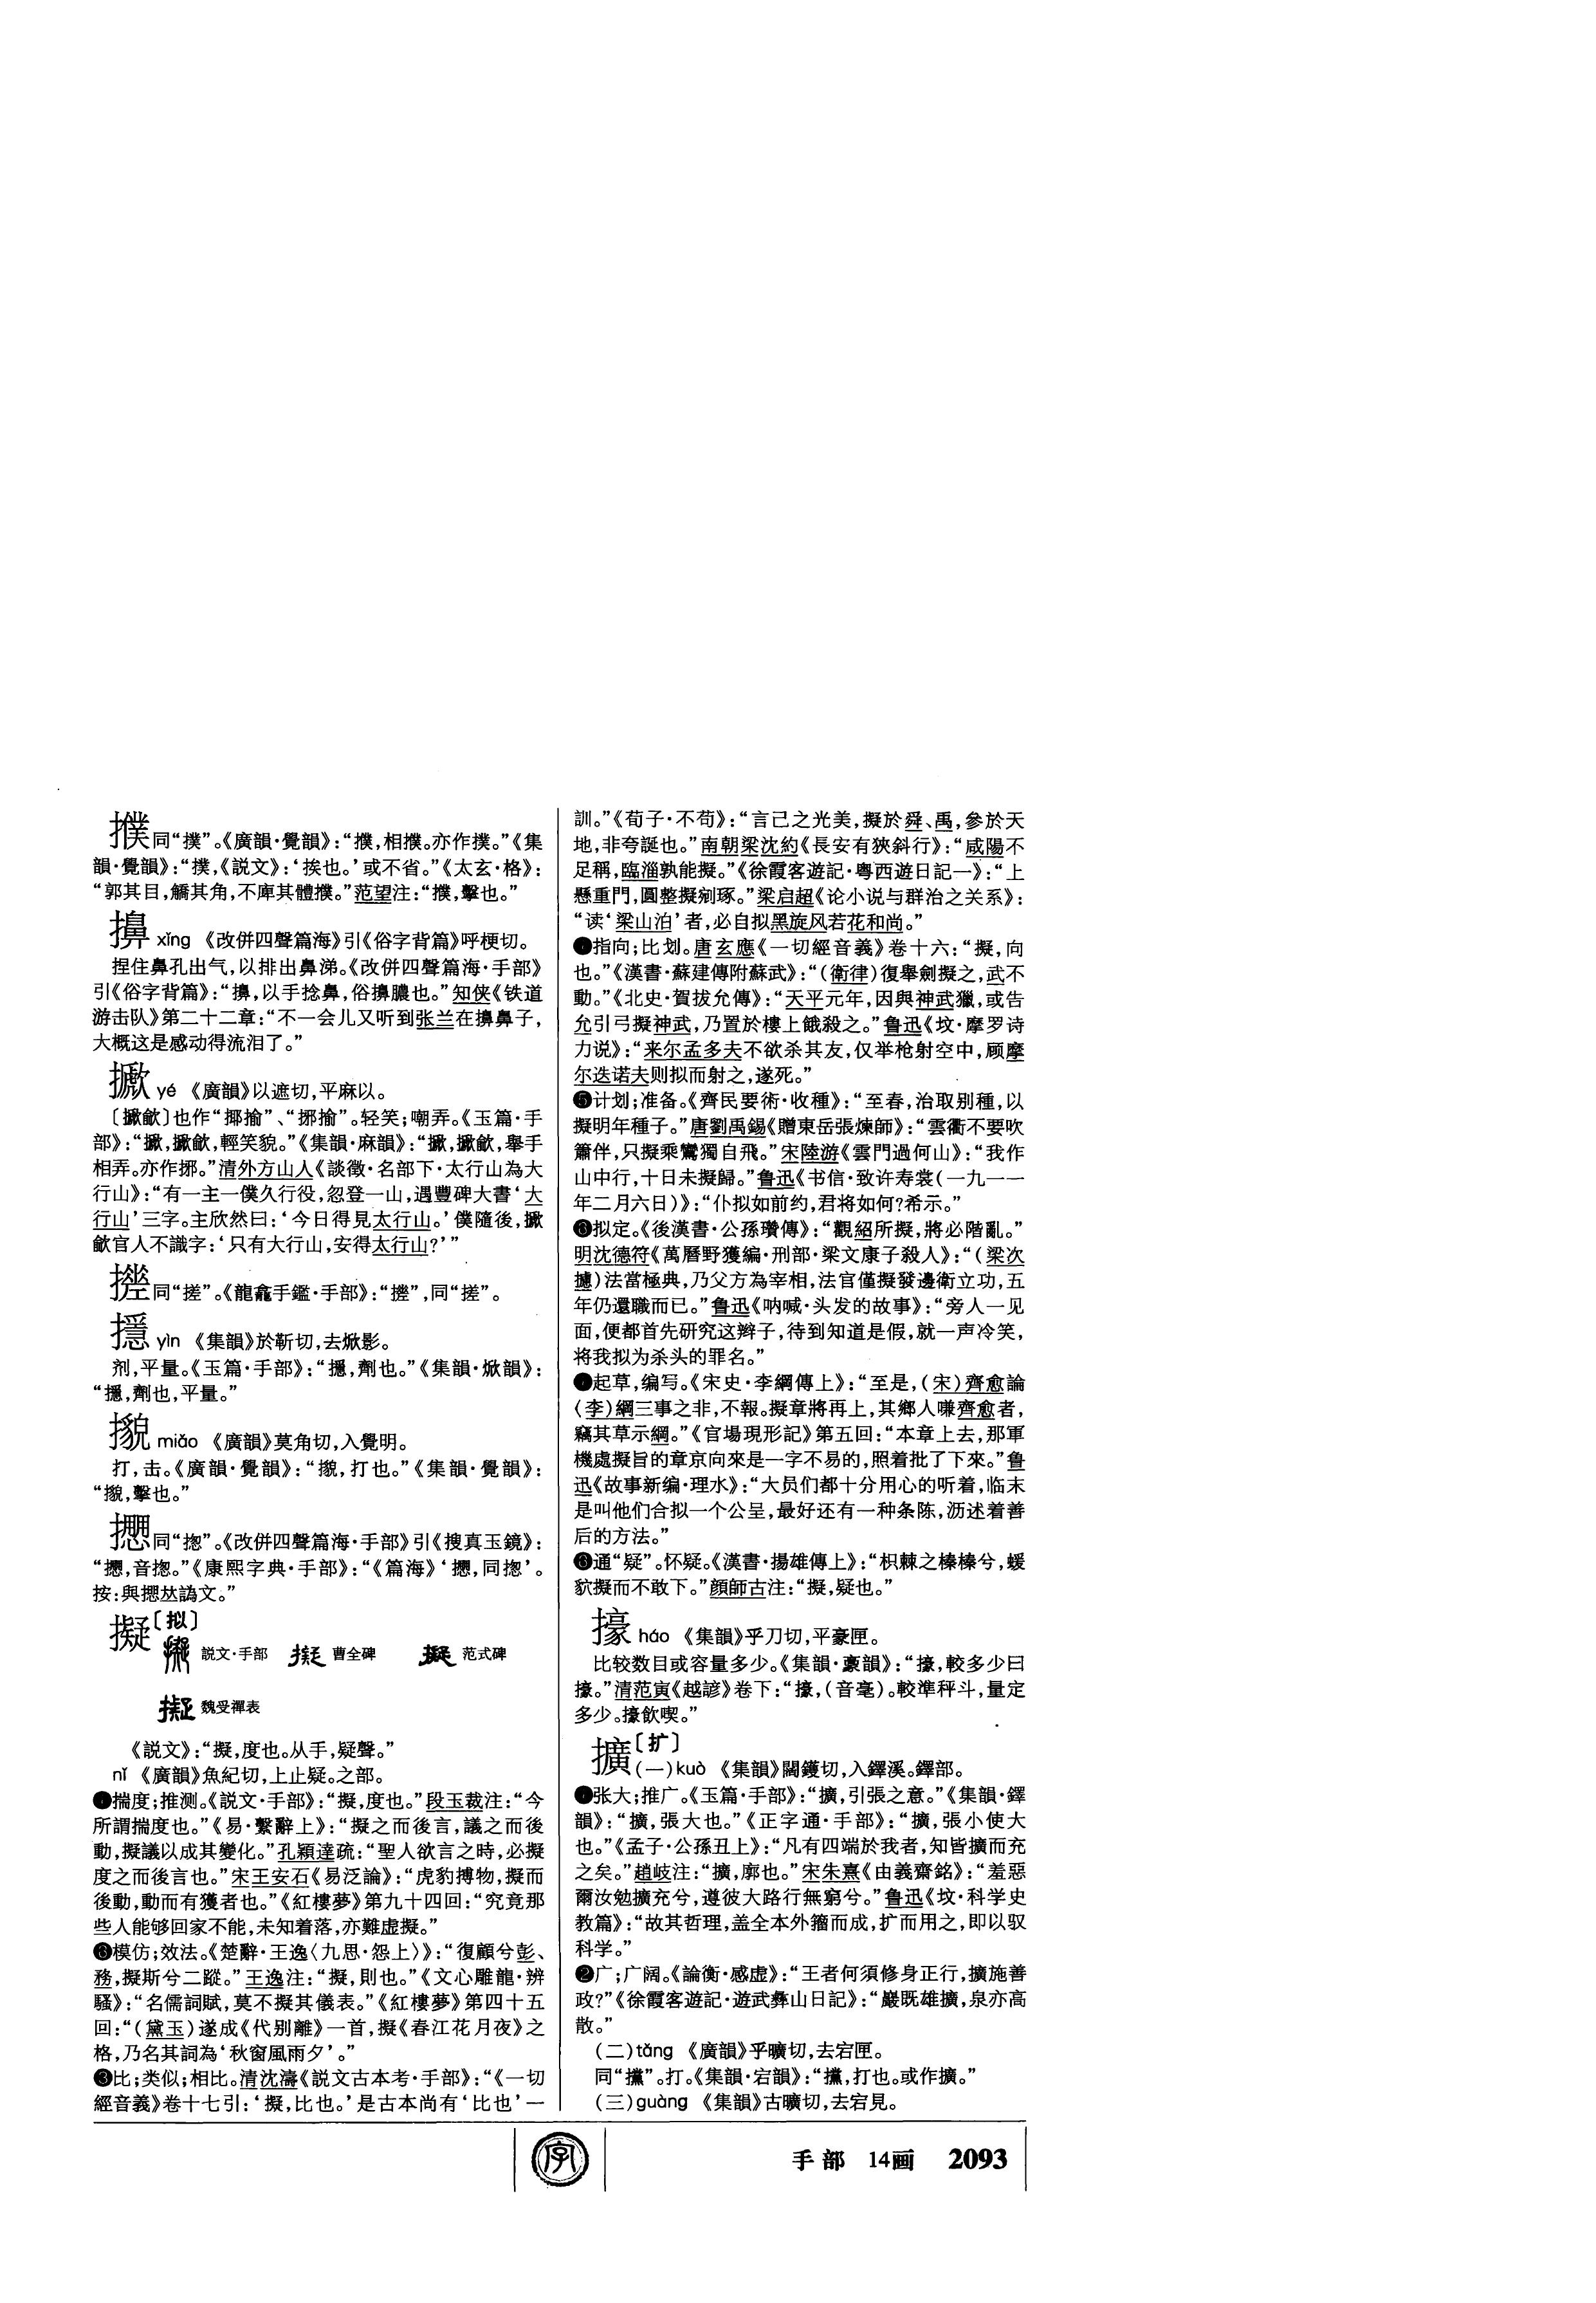 同“撲”。《廣韻·覺韻》：“撲，相撲。亦作撲。”《集
韻·覺韻》：“撲，《説文》：‘挨也。’或不省。”《太玄·格》：
“郭其目，觿其角，不庳其體撲。”范望注：“撲，擊也。”
擤 xǐng 《改併四聲篇海》引《俗字背篇》呼梗切。
捏住鼻孔出气，以排出鼻涕。《改併四聲篇海·手部》
引《俗字背篇》：“擤，以手捻鼻，俗擤膿也。”知侠《铁道
游击队》第二十二章：“不一会儿又听到张兰在擤鼻子，
大概这是感动得流泪了。”
yé 《廣韻》以遮切，平麻以。
也作“揶揄”、“挪揄”。轻笑；嘲弄。《玉篇·手
部》：輕笑貌。”《集韻·麻韻》：舉手
相弄。亦作挪。”清外方山人《談徵·名部下·太行山為大
行山》：“有一主一僕久行役，忽登一山，遇豐碑大書‘大
行山’三字。主欣然曰：‘今日得見太行山。’僕隨後，
歈官人不識字：‘只有大行山，安得太行山？’”
同“搓”。《龍龕手鑑·手部》：同“搓”。
㨼 yìn 《集韻》於靳切，去焮影。
剂，平量。《玉篇·手部》：劑也。”《集韻·焮韻》：
劑也，平量。”
miǎo 《廣韻》莫角切，入覺明。
打，击。《廣韻·覺韻》：打也。”《集韻·覺韻》：
擊也。”
同“揔”。《改併四聲篇海·手部》引《搜真玉鏡》：
音揔。”《康熙字典·手部》：“《篇海》同揔’。
按：與㧾𠀤譌文。”
擬〔拟〕
説文·手部 擬 曹全碑 擬 范式碑
擬 魏受禪表
《説文》：“擬，度也。从手，疑聲。”
nǐ 《廣韻》魚紀切，上止疑。之部。
❶揣度；推测。《説文·手部》：“擬，度也。”段玉裁注：“今
所謂揣度也。”《易·繫辭上》：“擬之而後言，議之而後
動，擬議以成其變化。”孔穎達疏：“聖人欲言之時，必擬
度之而後言也。”宋王安石《易泛論》：“虎豹搏物，擬而
後動，動而有獲者也。”《紅樓夢》第九十四回：“究竟那
些人能够回家不能，未知着落，亦難虚擬。”
❷模仿；效法。《楚辭·王逸〈九思·怨上〉》：“復顧兮彭、
務，擬斯兮二蹤。”王逸注：“擬，則也。”《文心雕龍·辨
騷》：“名儒詞賦，莫不擬其儀表。”《紅樓夢》第四十五
回：“（黛玉）遂成《代别離》一首，擬《春江花月夜》之
格，乃名其詞為‘秋窗風雨夕’。”
❸比；类似；相比。清沈濤《説文古本考·手部》：“《一切
經音義》卷十七引：‘擬，比也。’是古本尚有‘比也’一
訓。”《荀子·不苟》：“言己之光美，擬於舜、禹，參於天
地，非夸誕也。”南朝梁沈約《長安有狹斜行》：“咸陽不
足稱，臨淄孰能擬。”《徐霞客遊記·粵西遊日記一》：“上
懸重門，圓整擬剜琢。”梁启超《论小说与群治之关系》：
“读‘梁山泊’者，必自拟黑旋风若花和尚。”
❹指向；比划。唐玄應《一切經音義》卷十六：“擬，向
也。”《漢書·蘇建傳附蘇武》：“（衛律）復舉劍擬之，武不
動。”《北史·賀拔允傳》：“天平元年，因與神武獵，或告
允引弓擬神武，乃置於樓上餓殺之。”鲁迅《坟·摩罗诗
力说》：“来尔孟多夫不欲杀其友，仅举枪射空中，顾摩
尔迭诺夫则拟而射之，遂死。”
❺计划；准备。《齊民要術·收種》：“至春，治取别種，以
擬明年種子。”唐劉禹錫《贈東岳張煉師》：“雲衢不要吹
簫伴，只擬乘鸞獨自飛。”宋陸游《雲門過何山》：“我作
山中行，十日未擬歸。”鲁迅《书信·致许寿裳（一九一一
年二月六日）》：“仆拟如前约，君将如何？希示。”
❻拟定。《後漢書·公孫瓚傳》：“觀紹所擬，將必階亂。”
明沈德符《萬曆野獲編·刑部·梁文康子殺人》：“（梁次
攄）法當極典，乃父方為宰相，法官僅擬發邊衛立功，五
年仍還職而已。”鲁迅《呐喊·头发的故事》：“旁人一见
面，便都首先研究这辫子，待到知道是假，就一声冷笑，
将我拟为杀头的罪名。”
❼起草，编写。《宋史·李綱傳上》：“至是，（宋）齊愈論
（李）綱三事之非，不報。擬章將再上，其鄉人嗛齊愈者，
竊其草示綱。”《官場現形記》第五回：“本章上去，那軍
機處擬旨的章京向來是一字不易的，照着批了下來。”鲁
迅《故事新编·理水》：“大员们都十分用心的听着，临末
是叫他们合拟一个公呈，最好还有一种条陈，沥述着善
后的方法。”
❽通“疑”。怀疑。《漢書·揚雄傳上》：“枳棘之榛榛兮，蝯
貁擬而不敢下。”顔師古注：“擬，疑也。”
㩝 háo 《集韻》乎刀切，平豪匣。
比较数目或容量多少。《集韻·豪韻》：“㩝，較多少曰
㩝。”清范寅《越諺》卷下：“㩝，（音毫）。較準秤斗，量定
多少。㩝飲喫。”
擴〔扩〕
（一）kuò 《集韻》闊鑊切，入鐸溪。鐸部。
❶张大；推广。《玉篇·手部》：“擴，引張之意。”《集韻·鐸
韻》：“擴，張大也。”《正字通·手部》：“擴，張小使大
也。”《孟子·公孫丑上》：“凡有四端於我者，知皆擴而充
之矣。”趙岐注：“擴，廓也。”宋朱熹《由義齋銘》：“羞惡
爾汝勉擴充兮，遵彼大路行無窮兮。”鲁迅《坟·科学史
教篇》：“故其哲理，盖全本外籀而成，扩而用之，即以驭
科学。”
❷广；广阔。《論衡·感虚》：“王者何須修身正行，擴施善
政？”《徐霞客遊記·遊武彝山日記》：“巖既雄擴，泉亦高
散。”
（二）tǎng 《廣韻》乎曠切，去宕匣。
同“攩”。打。《集韻·宕韻》：“攩，打也。或作擴。”
（三）guàng 《集韻》古曠切，去宕見。
字
手部 14画 2093